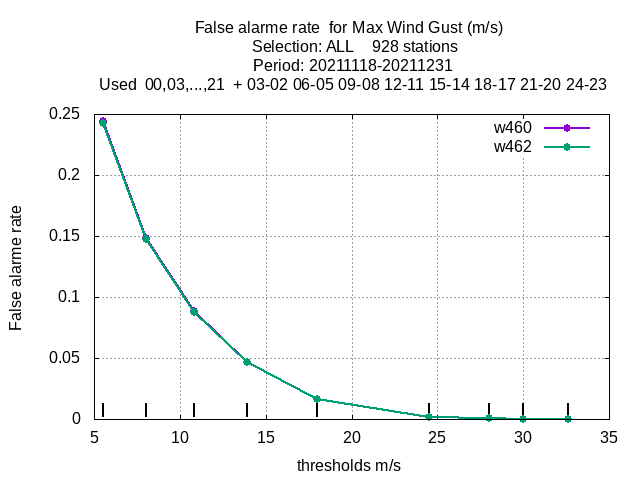 False alarme rate  for Max Wind Gust (m/s)
Selection: ALL    928 stations
Period: 20211118-20211231
Used  00,03,...,21  + 03-02 06-05 09-08 12-11 15-14 18-17 21-20 24-23
w460
w462
False alarme rate
0.25
0.2
0.15
0.1
0.05
0
5 10 15 20 25 30 35
thresholds m/s